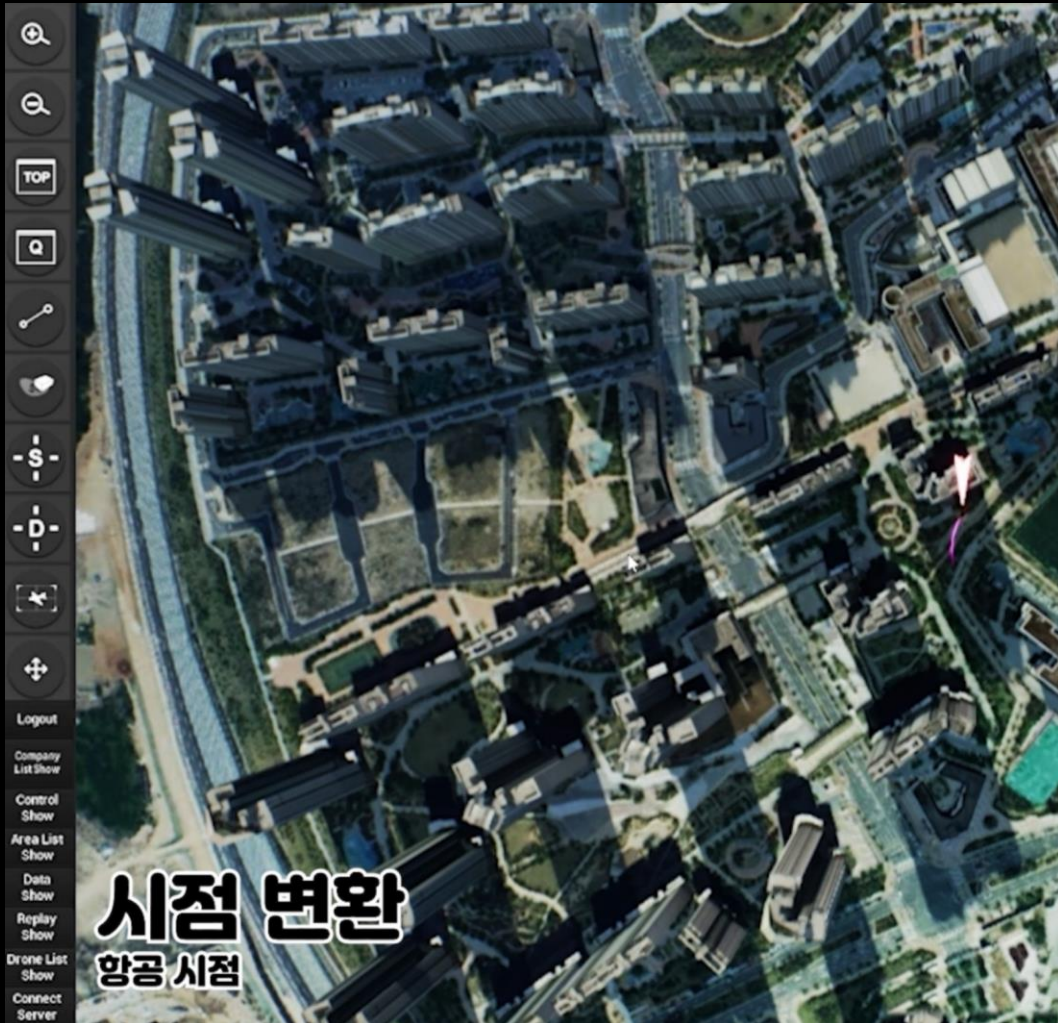 TOP
Q
S
D
Logout
Company
ListShow
Control
Show
Area List
Show
Data
Show
Replay
Show
Drone List
Show
Connect
Server
시점 변환
항공 시점